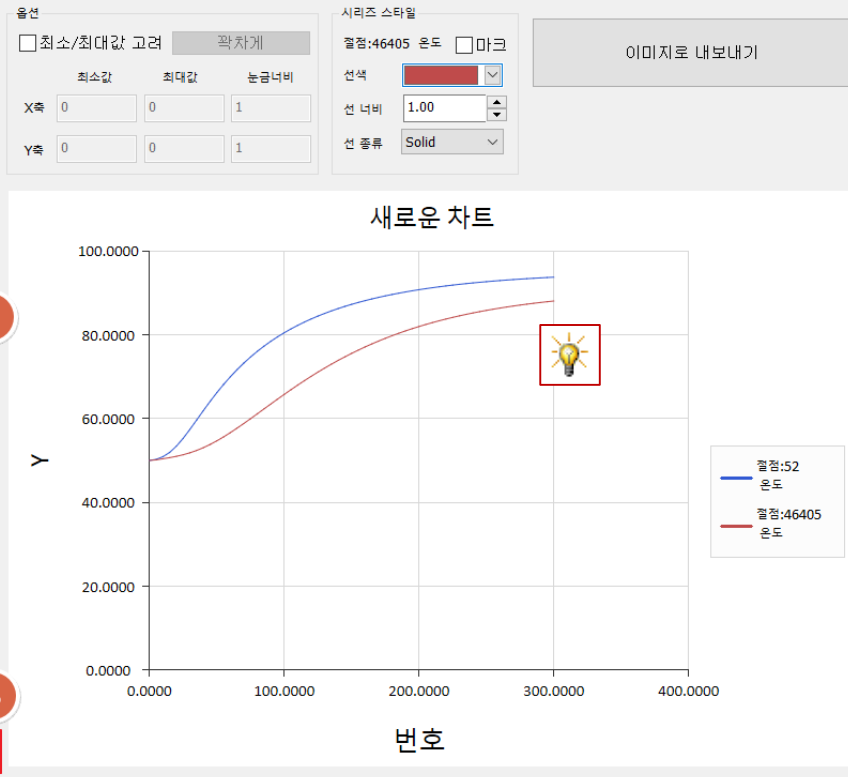 옵션
최소/최대값 고려 꽉차게
최소값 최대값 눈금너비
X축 0 0 1
Y축 0 0 1
시리즈 스타일
절점:46405 온도 마크
선색
선 너비 1.00
선 종류 Solid
이미지로 내보내기
새로운 차트
100.0000
80.0000
60.0000
40.0000
20.0000
0.0000
Y
0.0000 100.0000 200.0000 300.0000 400.0000
번호
절점:52
온도
절점:46405
온도